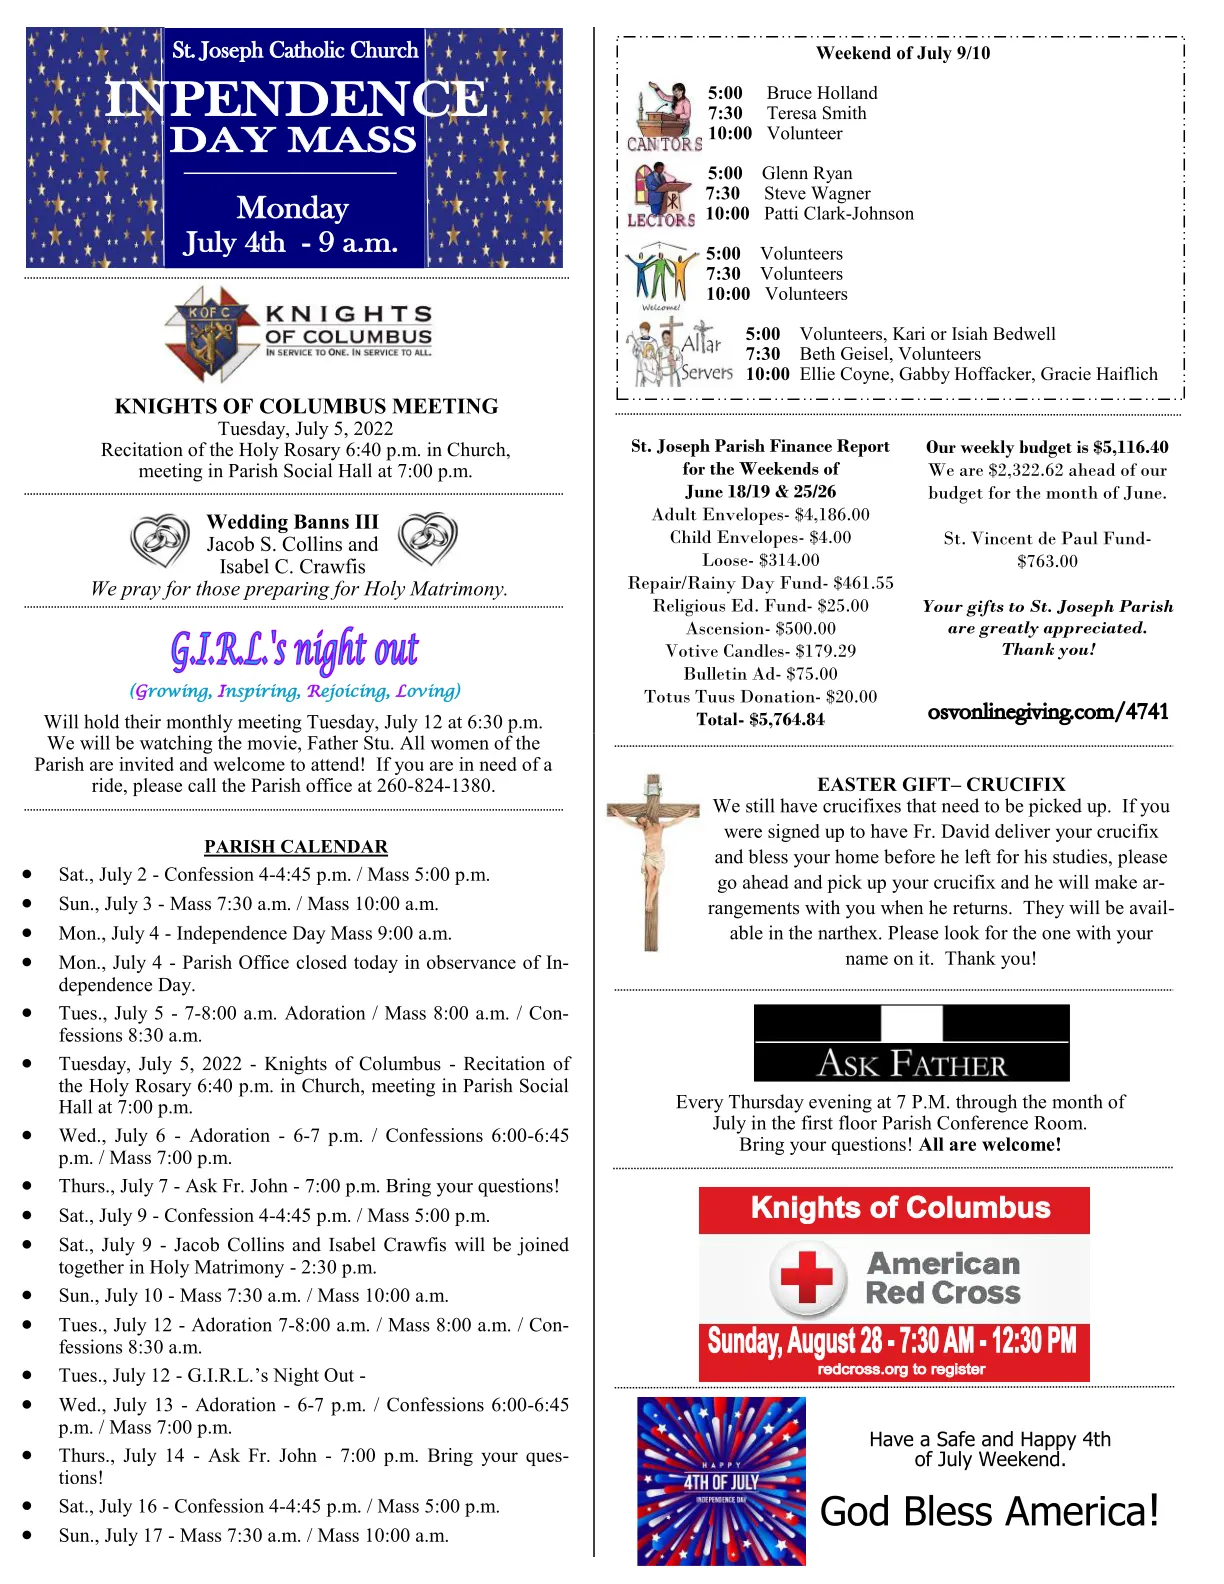 St. Joseph Catholic Church
INPENDENCE
DAY MASS
Monday
July 4th - 9 a.m.
K OF C
KNIGHTS
OF COLUMBUS
IN SERVICE TO ONE. IN SERVICE TO ALL.
KNIGHTS OF COLUMBUS MEETING
Tuesday, July 5, 2022
Recitation of the Holy Rosary 6:40 p.m. in Church,
meeting in Parish Social Hall at 7:00 p.m.
Wedding Banns III
Jacob S. Collins and
Isabel C. Crawfis
We pray for those preparing for Holy Matrimony.
G.I.R.L.'s night out
(Growing, Inspiring, Rejoicing, Loving)
Will hold their monthly meeting Tuesday, July 12 at 6:30 p.m.
We will be watching the movie, Father Stu. All women of the
Parish are invited and welcome to attend! If you are in need of a
ride, please call the Parish office at 260-824-1380.
PARISH CALENDAR
• Sat., July 2 - Confession 4-4:45 p.m. / Mass 5:00 p.m.
• Sun., July 3 - Mass 7:30 a.m. / Mass 10:00 a.m.
• Mon., July 4 - Independence Day Mass 9:00 a.m.
• Mon., July 4 - Parish Office closed today in observance of In-
dependence Day.
• Tues., July 5 - 7-8:00 a.m. Adoration / Mass 8:00 a.m. / Con-
fessions 8:30 a.m.
• Tuesday, July 5, 2022 - Knights of Columbus - Recitation of
the Holy Rosary 6:40 p.m. in Church, meeting in Parish Social
Hall at 7:00 p.m.
• Wed., July 6 - Adoration - 6-7 p.m. / Confessions 6:00-6:45
p.m. / Mass 7:00 p.m.
• Thurs., July 7 - Ask Fr. John - 7:00 p.m. Bring your questions!
• Sat., July 9 - Confession 4-4:45 p.m. / Mass 5:00 p.m.
• Sat., July 9 - Jacob Collins and Isabel Crawfis will be joined
together in Holy Matrimony - 2:30 p.m.
• Sun., July 10 - Mass 7:30 a.m. / Mass 10:00 a.m.
• Tues., July 12 - Adoration 7-8:00 a.m. / Mass 8:00 a.m. / Con-
fessions 8:30 a.m.
• Tues., July 12 - G.I.R.L.’s Night Out -
• Wed., July 13 - Adoration - 6-7 p.m. / Confessions 6:00-6:45
p.m. / Mass 7:00 p.m.
• Thurs., July 14 - Ask Fr. John - 7:00 p.m. Bring your ques-
tions!
• Sat., July 16 - Confession 4-4:45 p.m. / Mass 5:00 p.m.
• Sun., July 17 - Mass 7:30 a.m. / Mass 10:00 a.m.
Weekend of July 9/10
CANTORS
5:00 Bruce Holland
7:30 Teresa Smith
10:00 Volunteer
LECTORS
5:00 Glenn Ryan
7:30 Steve Wagner
10:00 Patti Clark-Johnson
Welcome!
5:00 Volunteers
7:30 Volunteers
10:00 Volunteers
Altar
Servers
5:00 Volunteers, Kari or Isiah Bedwell
7:30 Beth Geisel, Volunteers
10:00 Ellie Coyne, Gabby Hoffacker, Gracie Haiflich
St. Joseph Parish Finance Report
for the Weekends of
June 18/19 & 25/26
Adult Envelopes- $4,186.00
Child Envelopes- $4.00
Loose- $314.00
Repair/Rainy Day Fund- $461.55
Religious Ed. Fund- $25.00
Ascension- $500.00
Votive Candles- $179.29
Bulletin Ad- $75.00
Totus Tuus Donation- $20.00
Total- $5,764.84
Our weekly budget is $5,116.40
We are $2,322.62 ahead of our
budget for the month of June.
St. Vincent de Paul Fund-
$763.00
Your gifts to St. Joseph Parish
are greatly appreciated.
Thank you!
osvonlinegiving.com/4741
EASTER GIFT– CRUCIFIX
We still have crucifixes that need to be picked up. If you
were signed up to have Fr. David deliver your crucifix
and bless your home before he left for his studies, please
go ahead and pick up your crucifix and he will make ar-
rangements with you when he returns. They will be avail-
able in the narthex. Please look for the one with your
name on it. Thank you!
ASK FATHER
Every Thursday evening at 7 P.M. through the month of
July in the first floor Parish Conference Room.
Bring your questions! All are welcome!
Knights of Columbus
American
Red Cross
Sunday, August 28 - 7:30 AM - 12:30 PM
redcross.org to register
HAPPY
4TH OF JULY
INDEPENDENCE DAY
Have a Safe and Happy 4th
of July Weekend.
God Bless America!